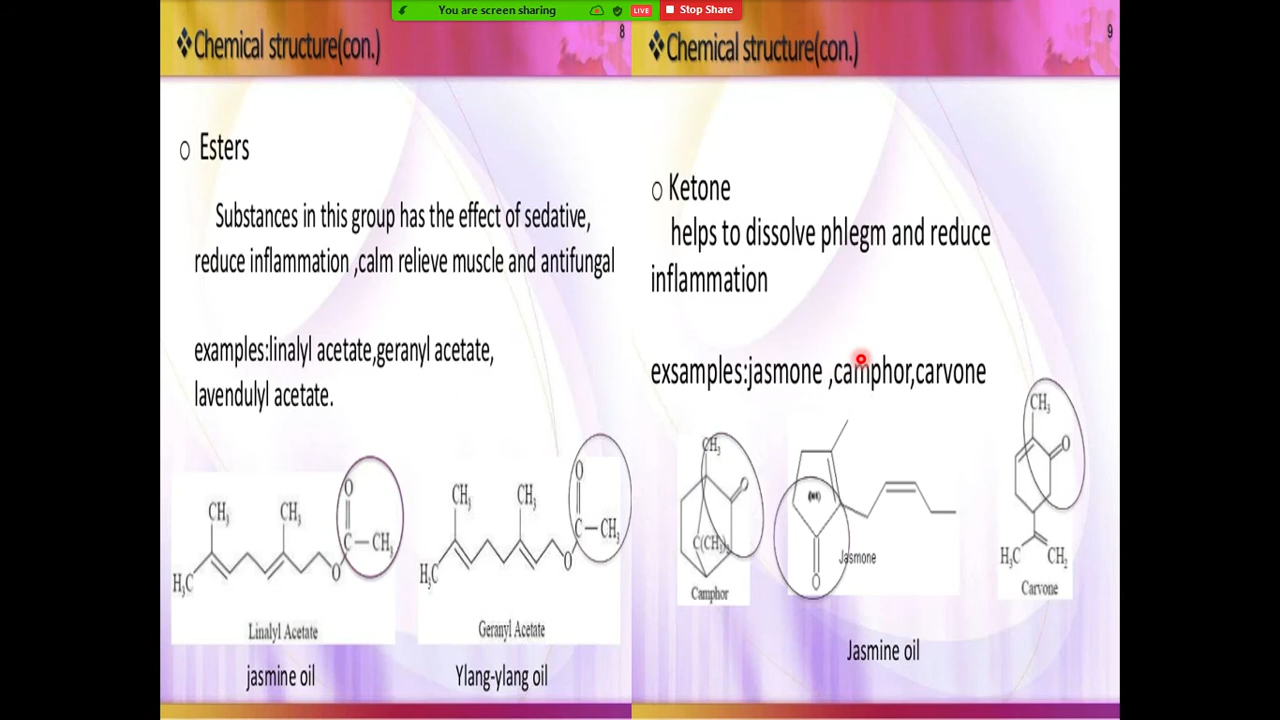 You are screen sharing
LIVE
Stop Share
❖Chemical structure(con.)
8
o Esters
Substances in this group has the effect of sedative,
reduce inflammation ,calm relieve muscle and antifungal
examples:linalyl acetate,geranyl acetate,
lavendulyl acetate.
CH₃
CH₃
O
C—CH₃
H₃C
O
Linalyl Acetate
jasmine oil
CH₃
CH₃
O
C—CH₃
H₃C
O
Geranyl Acetate
Ylang-ylang oil
❖Chemical structure(con.)
9
o Ketone
helps to dissolve phlegm and reduce
inflammation
exsamples:jasmone ,camphor,carvone
CH₃
O
Camphor
O
Jasmone
CH₃
O
H₃C
CH₂
Carvone
Jasmine oil